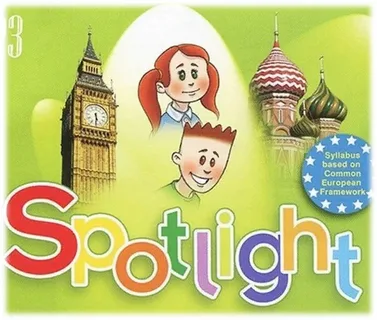 3
Syllabus
based on
Common
European
Framework
Spotlight